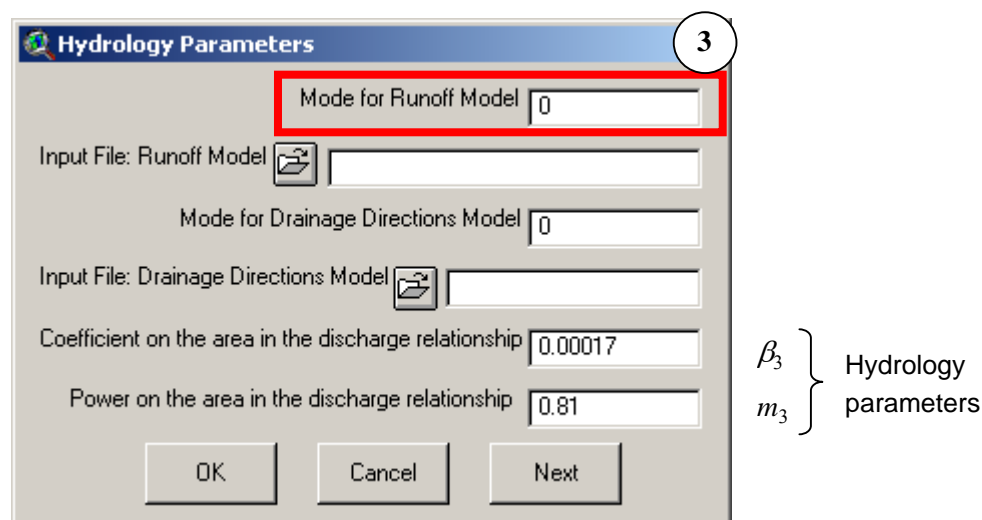 Hydrology Parameters
3
Mode for Runoff Model 0
Input File: Runoff Model
Mode for Drainage Directions Model 0
Input File: Drainage Directions Model
Coefficient on the area in the discharge relationship 0.00017
Power on the area in the discharge relationship 0.81
β₃
m₃
Hydrology
parameters
OK Cancel Next